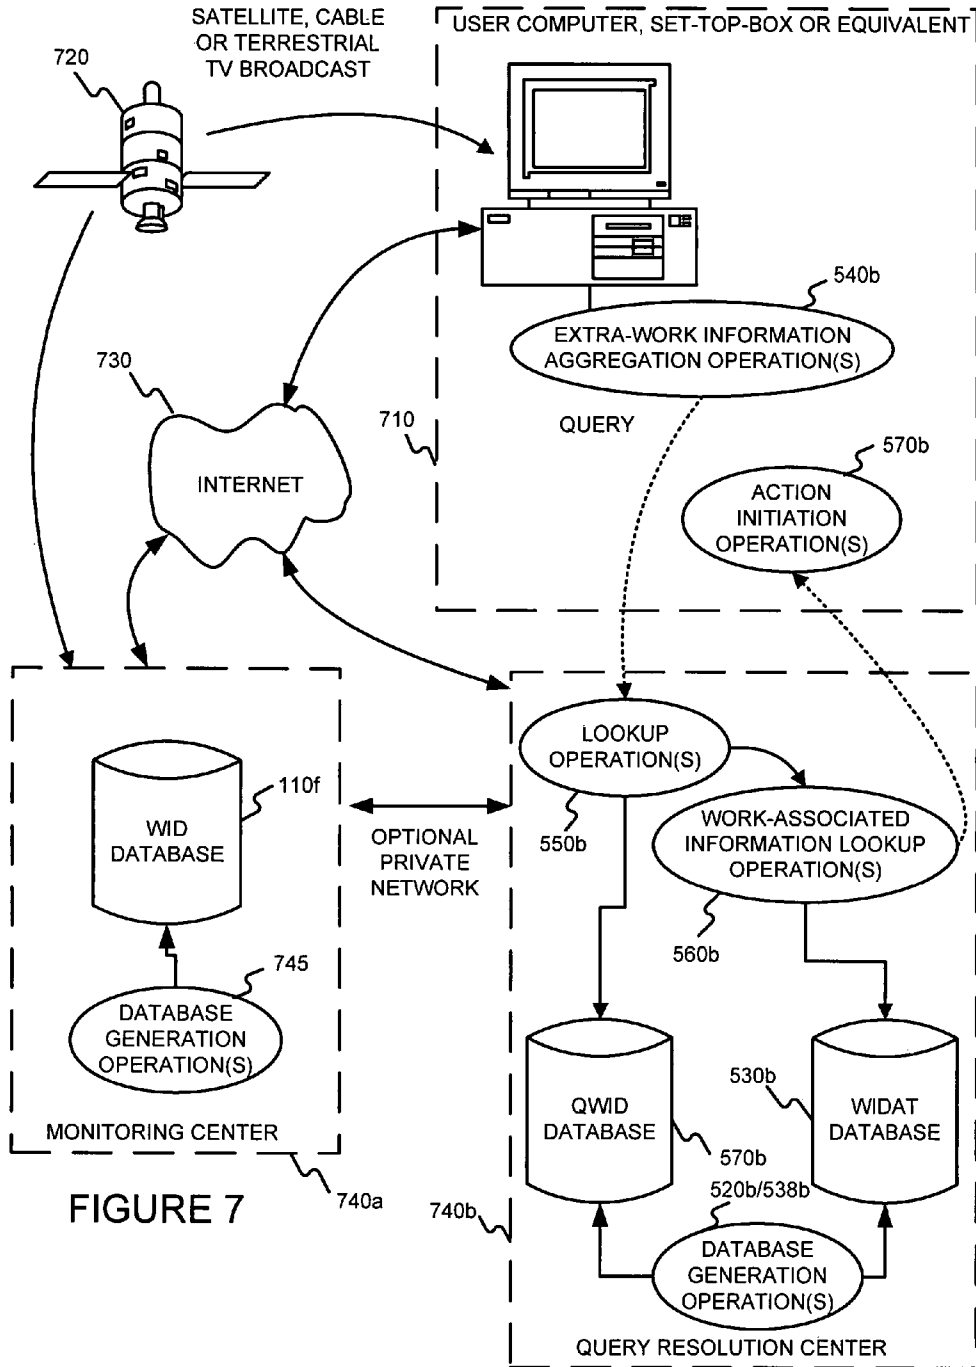 SATELLITE, CABLE
OR TERRESTRIAL
TV BROADCAST
720
USER COMPUTER, SET-TOP-BOX OR EQUIVALENT
540b
EXTRA-WORK INFORMATION
AGGREGATION OPERATION(S)
730
710
QUERY
INTERNET
570b
ACTION
INITIATION
OPERATION(S)
LOOKUP
OPERATION(S)
550b
WORK-ASSOCIATED
INFORMATION LOOKUP
OPERATION(S)
560b
110f
WID
DATABASE
OPTIONAL
PRIVATE
NETWORK
745
DATABASE
GENERATION
OPERATION(S)
MONITORING CENTER
740a
FIGURE 7
QWID
DATABASE
570b
530b
WIDAT
DATABASE
520b/538b
740b
DATABASE
GENERATION
OPERATION(S)
QUERY RESOLUTION CENTER